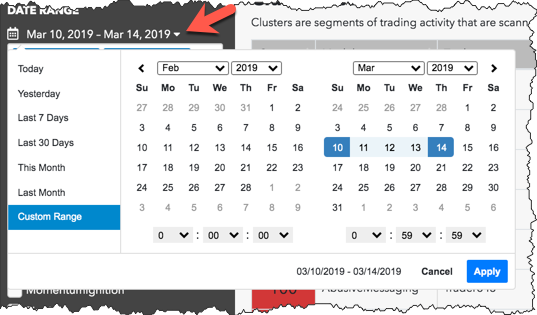 DATE RANGE
Mar 10, 2019 – Mar 14, 2019
Clusters are segments of trading activity that are scann
Today
Yesterday
Last 7 Days
Last 30 Days
This Month
Last Month
Custom Range
Feb 2019
Su Mo Tu We Th Fr Sa
27 28 29 30 31 1 2
3 4 5 6 7 8 9
10 11 12 13 14 15 16
17 18 19 20 21 22 23
24 25 26 27 28 1 2
3 4 5 6 7 8 9
0 : 00 : 00
Mar 2019
Su Mo Tu We Th Fr Sa
24 25 26 27 28 1 2
3 4 5 6 7 8 9
10 11 12 13 14 15 16
17 18 19 20 21 22 23
24 25 26 27 28 29 30
31 1 2 3 4 5 6
0 : 59 : 59
03/10/2019 - 03/14/2019 Cancel Apply
MomentumIgnition
100 AbusiveMessaging